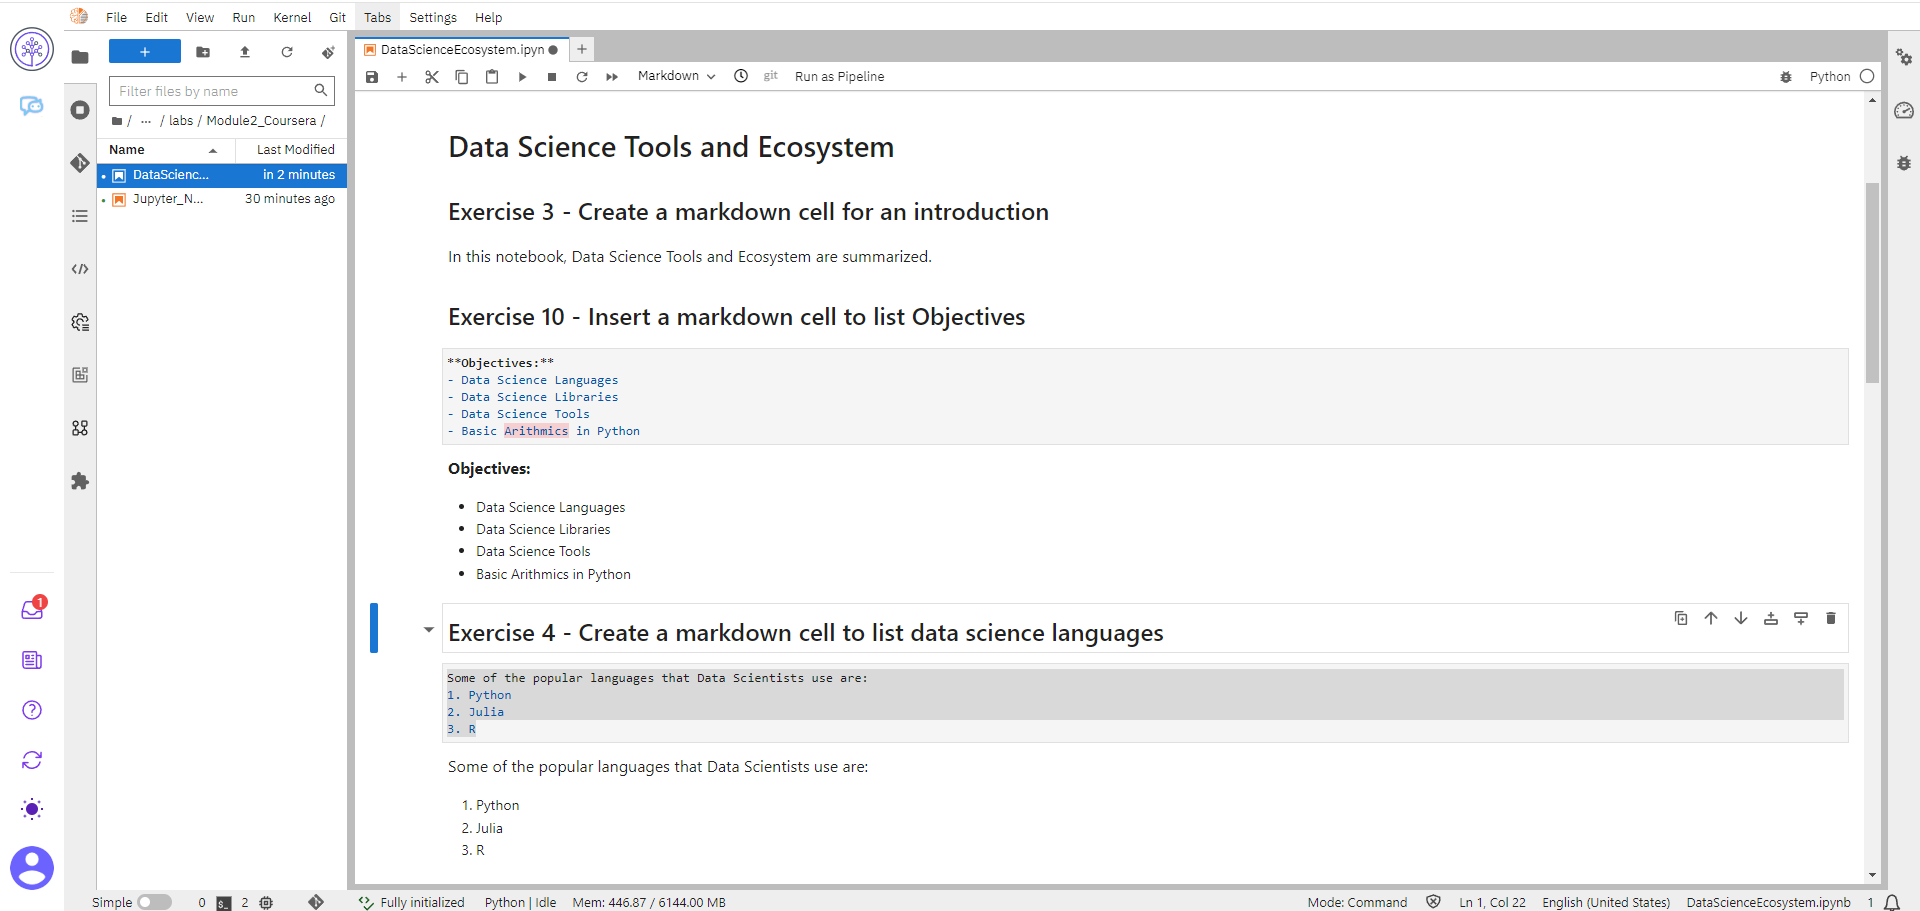 File Edit View Run Kernel Git Tabs Settings Help
+
Filter files by name
/ ... / labs / Module2_Coursera /
Name Last Modified
DataScienc... in 2 minutes
Jupyter_N... 30 minutes ago
DataScienceEcosystem.ipyn
+
Markdown
git
Run as Pipeline
Python
Data Science Tools and Ecosystem
Exercise 3 - Create a markdown cell for an introduction
In this notebook, Data Science Tools and Ecosystem are summarized.
Exercise 10 - Insert a markdown cell to list Objectives
**Objectives:**
- Data Science Languages
- Data Science Libraries
- Data Science Tools
- Basic Arithmics in Python
Objectives:
• Data Science Languages
• Data Science Libraries
• Data Science Tools
• Basic Arithmics in Python
Exercise 4 - Create a markdown cell to list data science languages
Some of the popular languages that Data Scientists use are:
1. Python
2. Julia
3. R
Some of the popular languages that Data Scientists use are:
1. Python
2. Julia
3. R
1
Simple 0 $_ 2 Fully initialized Python | Idle Mem: 446.87 / 6144.00 MB Mode: Command Ln 1, Col 22 English (United States) DataScienceEcosystem.ipynb 1